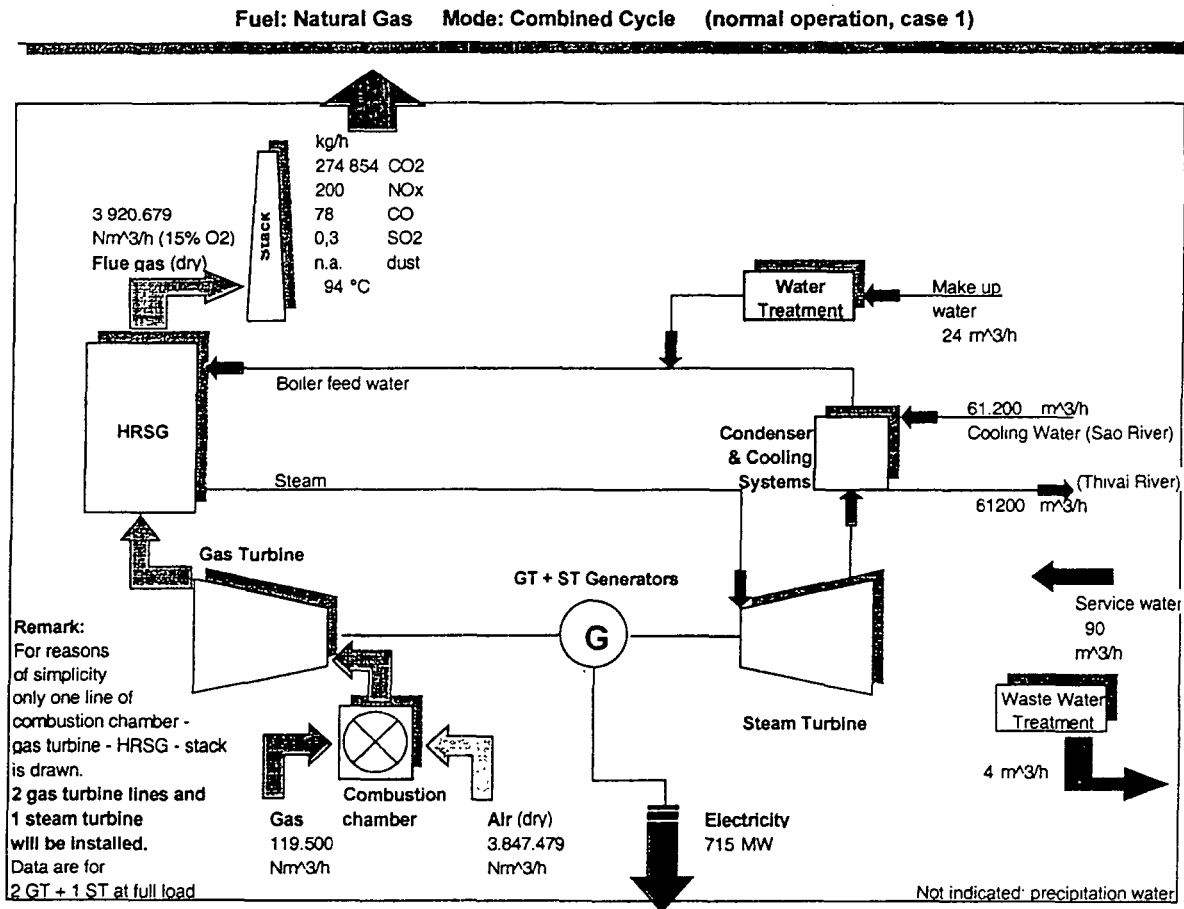 Fuel: Natural Gas Mode: Combined Cycle (normal operation, case 1)
kg/h
274 854 CO2
200 NOx
78 CO
0,3 SO2
n.a. dust
94 °C
Stack
3 920.679
Nm^3/h (15% O2)
Flue gas (dry)
Water
Treatment
Make up
water
24 m^3/h
Boiler feed water
HRSG
61.200 m^3/h
Cooling Water (Sao River)
Condenser
& Cooling
Systems
Steam
(Thivai River)
61200 m^3/h
Gas Turbine
GT + ST Generators
G
Service water
90
m^3/h
Steam Turbine
Waste Water
Treatment
4 m^3/h
Remark:
For reasons
of simplicity
only one line of
combustion chamber -
gas turbine - HRSG - stack
is drawn.
2 gas turbine lines and
1 steam turbine
will be installed.
Data are for
2 GT + 1 ST at full load
Gas
119.500
Nm^3/h
Combustion
chamber
Air (dry)
3.847.479
Nm^3/h
Electricity
715 MW
Not indicated: precipitation water